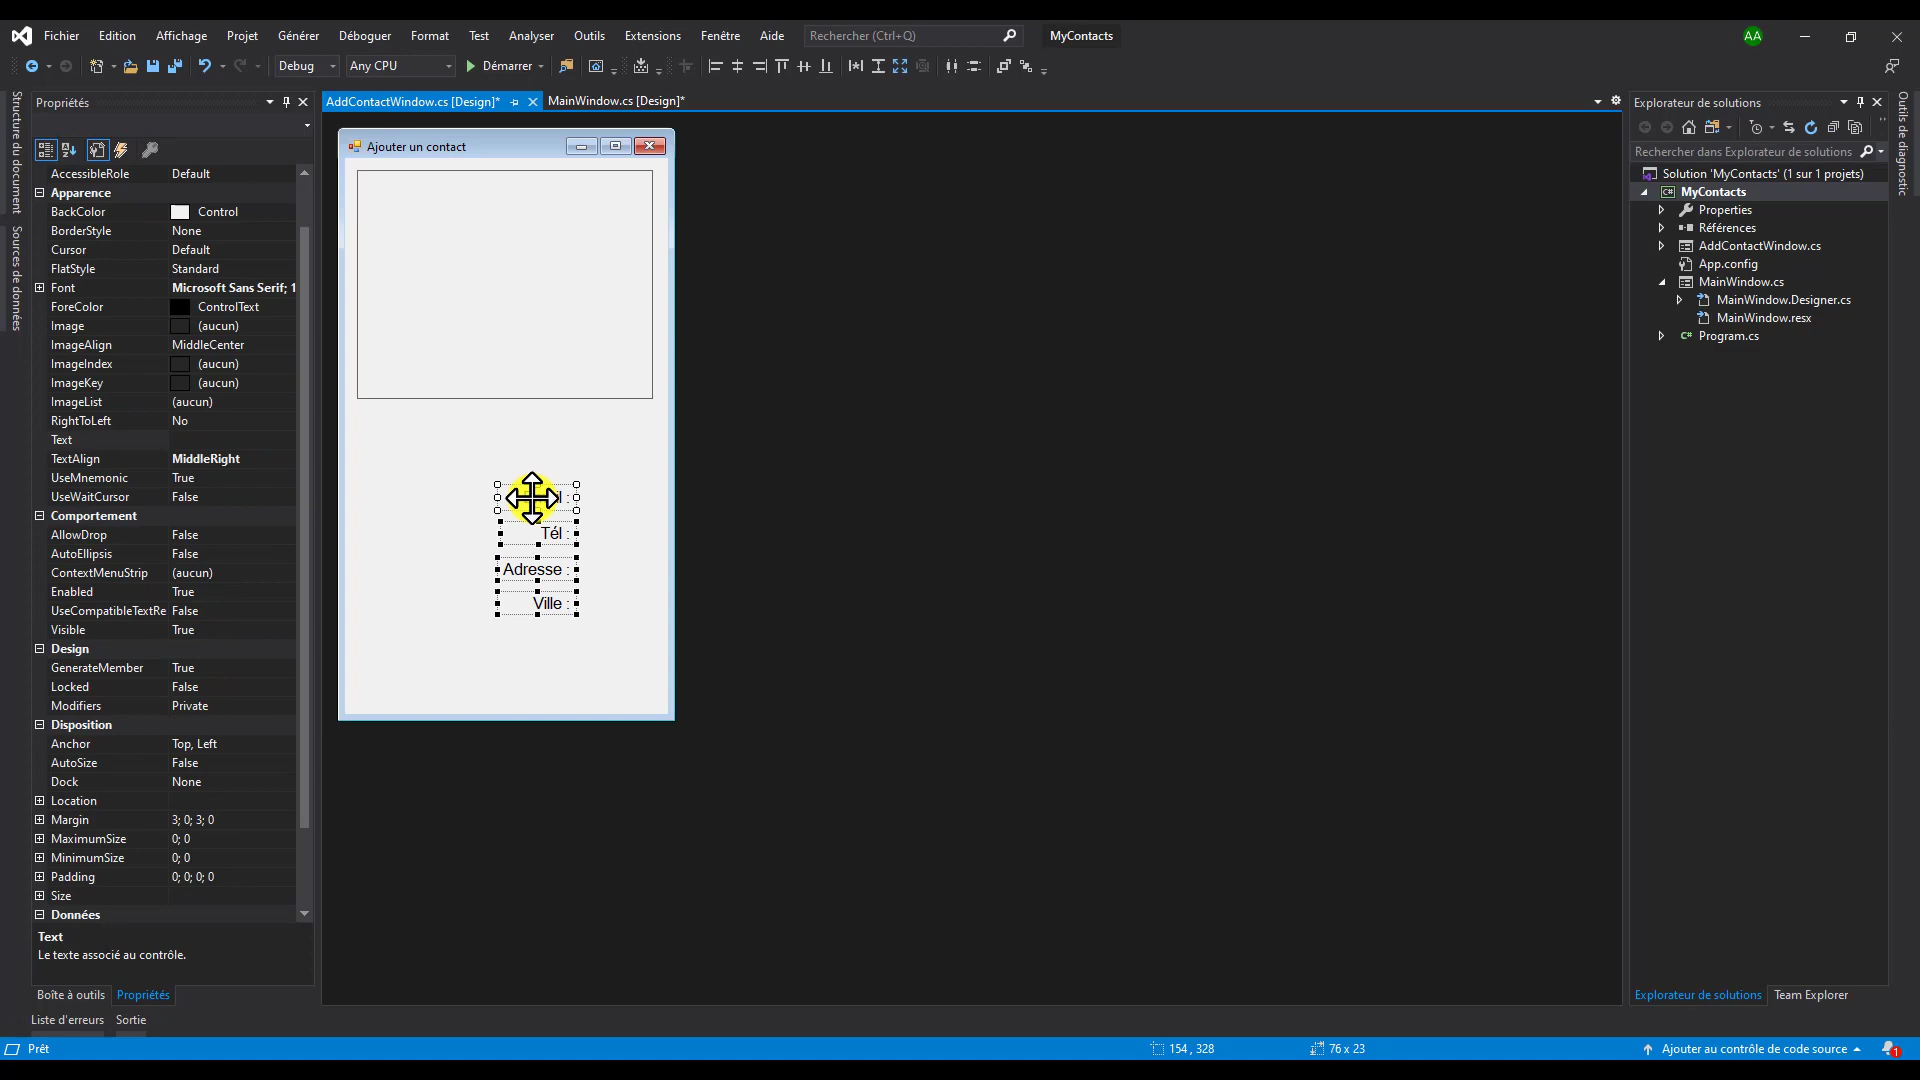 Fichier Edition Affichage Projet Générer Déboguer Format Test Analyser Outils Extensions Fenêtre Aide Rechercher (Ctrl+Q) MyContacts AA
Debug Any CPU Démarrer
Structure du document
Sources de données
Propriétés
AccessibleRole Default
Apparence
BackColor Control
BorderStyle None
Cursor Default
FlatStyle Standard
Font Microsoft Sans Serif; 1
ForeColor ControlText
Image (aucun)
ImageAlign MiddleCenter
ImageIndex (aucun)
ImageKey (aucun)
ImageList (aucun)
RightToLeft No
Text
TextAlign MiddleRight
UseMnemonic True
UseWaitCursor False
Comportement
AllowDrop False
AutoEllipsis False
ContextMenuStrip (aucun)
Enabled True
UseCompatibleTextRe False
Visible True
Design
GenerateMember True
Locked False
Modifiers Private
Disposition
Anchor Top, Left
AutoSize False
Dock None
Location
Margin 3; 0; 3; 0
MaximumSize 0; 0
MinimumSize 0; 0
Padding 0; 0; 0; 0
Size
Données
Text
Le texte associé au contrôle.
Boîte à outils Propriétés
Liste d'erreurs Sortie
AddContactWindow.cs [Design]* MainWindow.cs [Design]*
Ajouter un contact
Tél :
Adresse :
Ville :
Explorateur de solutions
Rechercher dans Explorateur de solutions
Solution 'MyContacts' (1 sur 1 projets)
C# MyContacts
Properties
Références
AddContactWindow.cs
App.config
MainWindow.cs
MainWindow.Designer.cs
MainWindow.resx
C# Program.cs
Explorateur de solutions Team Explorer
Outils de diagnostic
Prêt 154 , 328 76 x 23 Ajouter au contrôle de code source 1